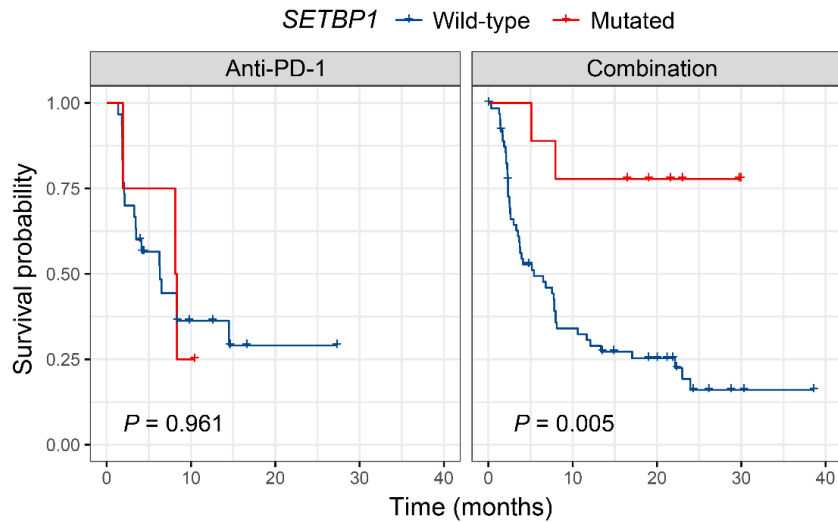 SETBP1 Wild-type Mutated
Anti-PD-1 Combination
Survival probability
1.00
0.75
0.50
0.25
0.00
P = 0.961 P = 0.005
0 10 20 30 40 0 10 20 30 40
Time (months)